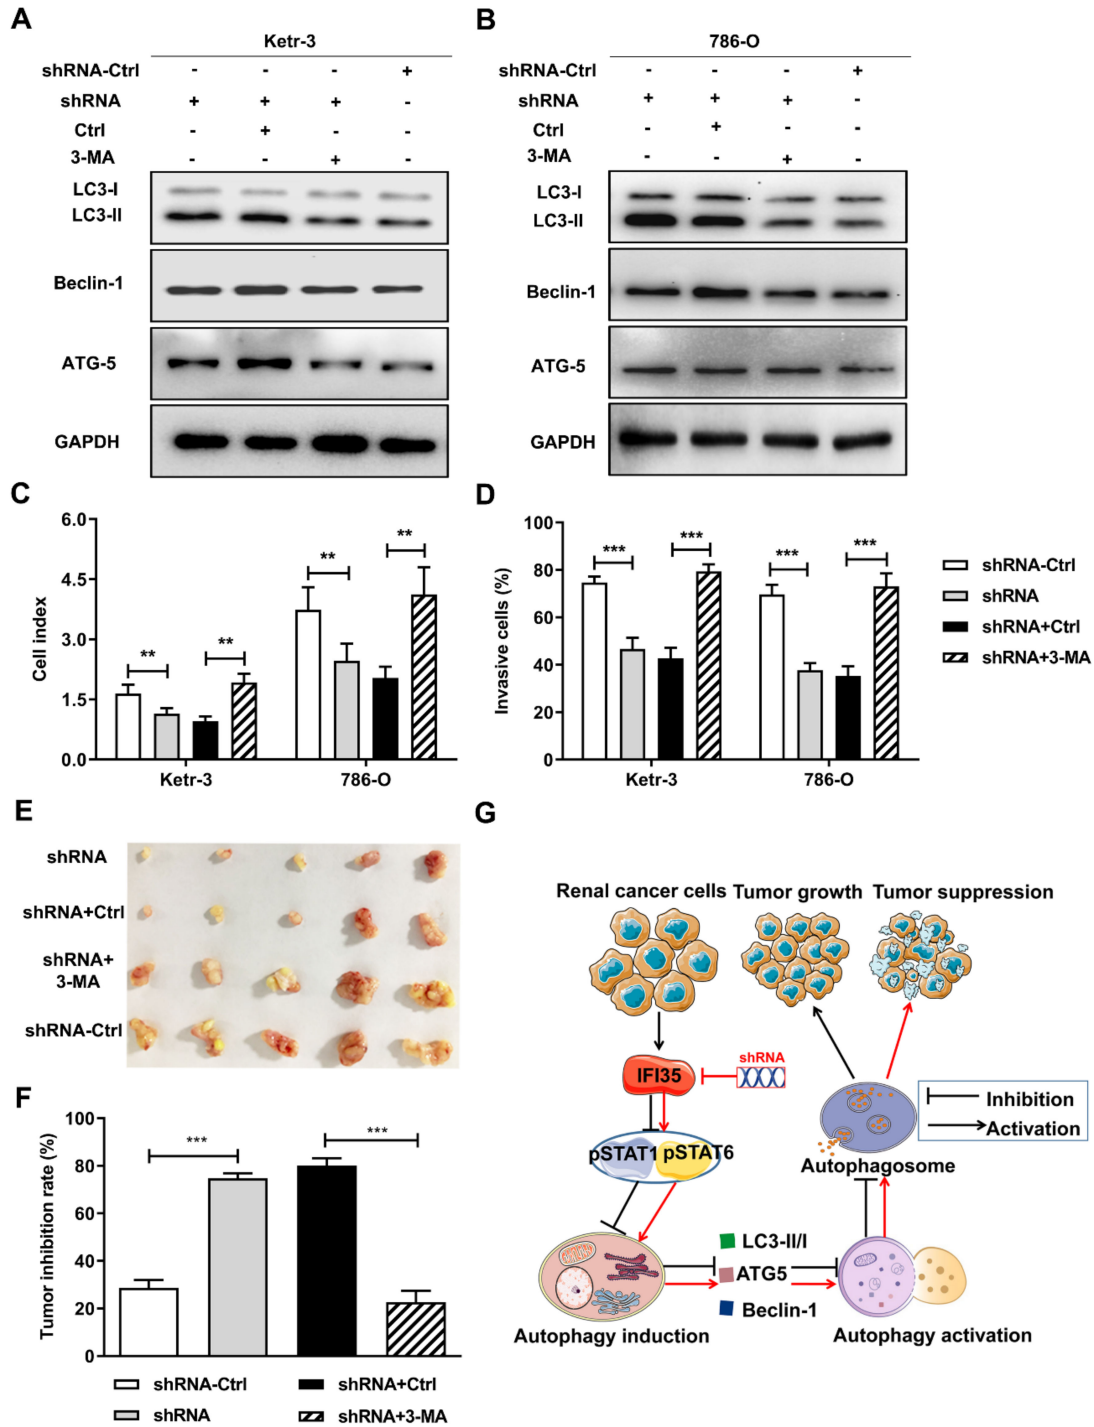 A
Ketr-3
shRNA-Ctrl - - - +
shRNA + + + -
Ctrl - + - -
3-MA - - + -
LC3-I
LC3-II
Beclin-1
ATG-5
GAPDH
B
786-O
shRNA-Ctrl - - - +
shRNA + + + -
Ctrl - + - -
3-MA - - + -
LC3-I
LC3-II
Beclin-1
ATG-5
GAPDH
C
Cell index
6.0
4.5
3.0
1.5
0.0
** ** ** **
Ketr-3 786-O
D
Invasive cells (%)
100
80
60
40
20
0
*** *** *** ***
Ketr-3 786-O
shRNA-Ctrl
shRNA
shRNA+Ctrl
shRNA+3-MA
E
shRNA
shRNA+Ctrl
shRNA+
3-MA
shRNA-Ctrl
F
Tumor inhibition rate (%)
100
80
60
40
20
0
*** ***
shRNA-Ctrl shRNA+Ctrl
shRNA shRNA+3-MA
G
Renal cancer cells Tumor growth Tumor suppression
shRNA
IFI35
pSTAT1 pSTAT6
Inhibition
Activation
Autophagosome
LC3-II/I
ATG5
Beclin-1
Autophagy induction Autophagy activation